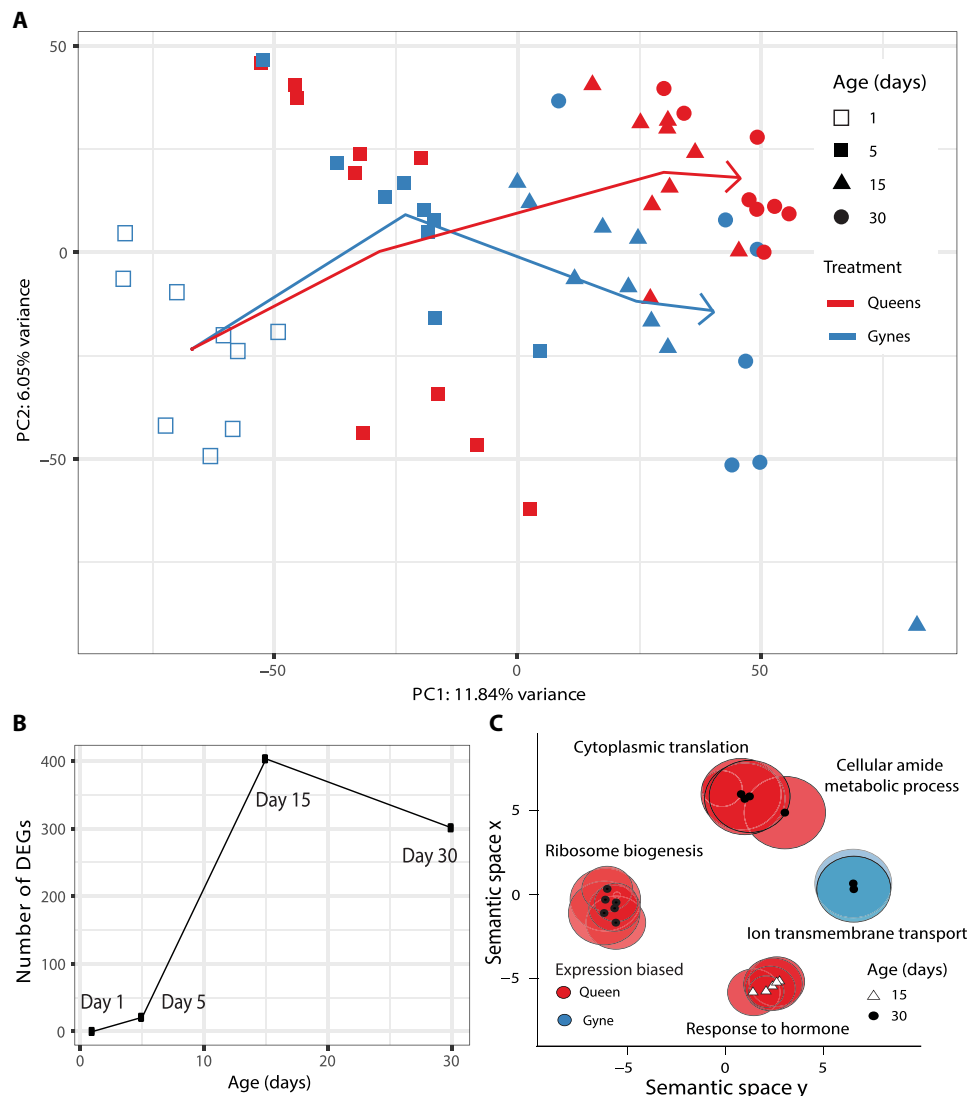 A
50
0
−50
PC2: 6.05% variance
−50
0
50
PC1: 11.84% variance
Age (days)
1
5
15
30
Treatment
Queens
Gynes
B
400
300
200
100
0
Number of DEGs
Day 1
Day 5
Day 15
Day 30
0
10
20
30
Age (days)
C
Cytoplasmic translation
Cellular amide
metabolic process
Ribosome biogenesis
Ion transmembrane transport
Response to hormone
Expression biased
Queen
Gyne
Age (days)
15
30
5
0
−5
Semantic space x
−5
0
5
Semantic space y